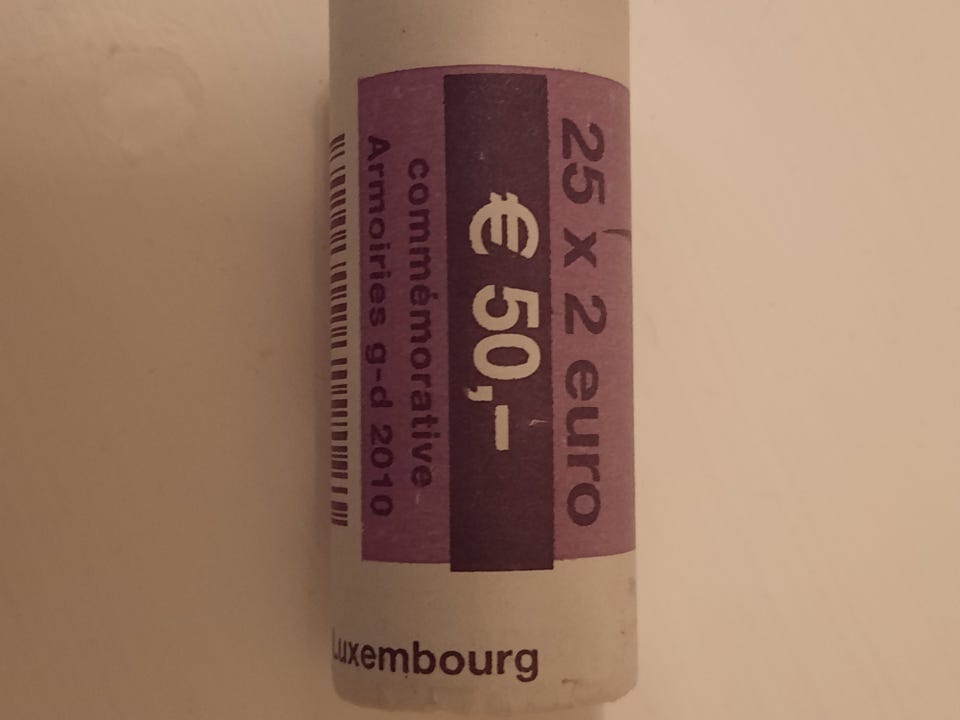 25 x 2 euro
€ 50,-
commémorative
Armoiries g-d 2010
Luxembourg